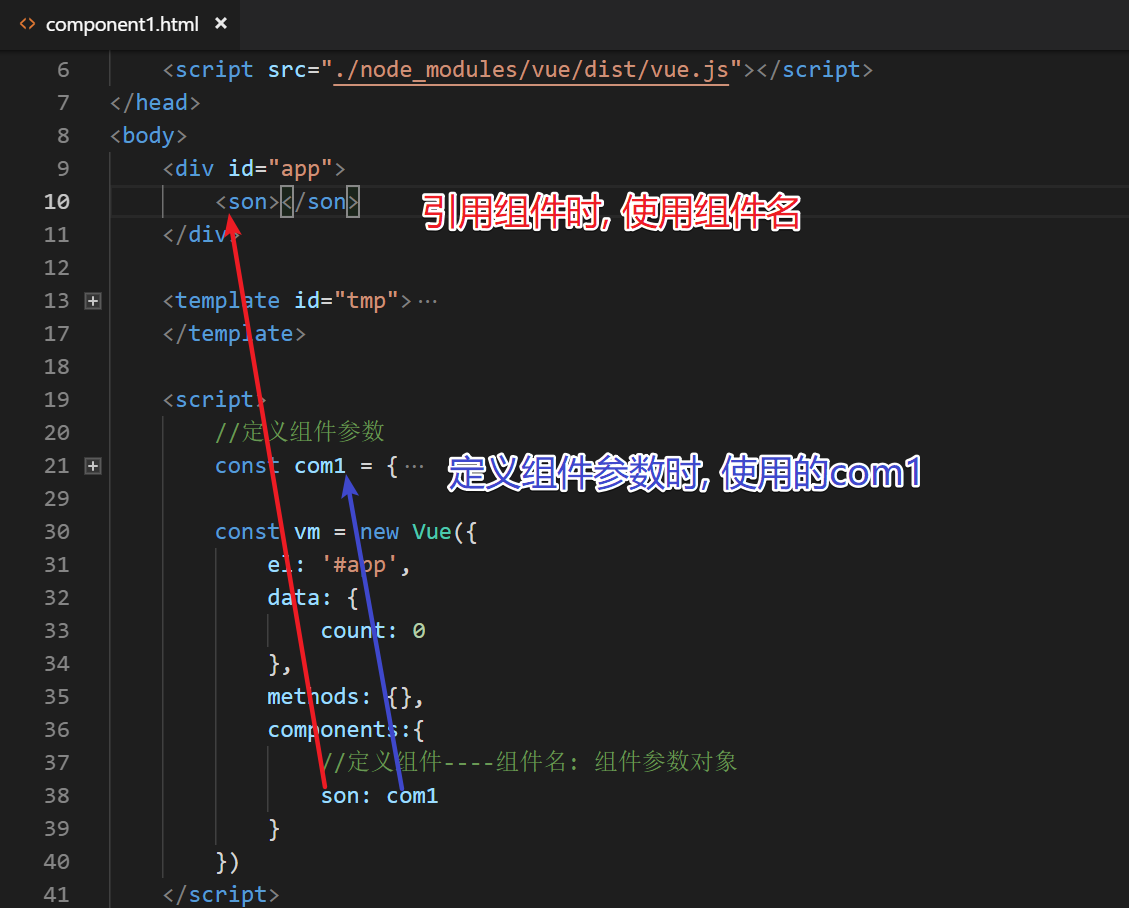 component1.html ×
6 <script src="./node_modules/vue/dist/vue.js"></script>
7 </head>
8 <body>
9 <div id="app">
10 <son></son> 引用组件时, 使用组件名
11 </div>
12
13 <template id="tmp">···
17 </template>
18
19 <script>
20 //定义组件参数
21 const com1 = {··· 定义组件参数时, 使用的com1
29
30 const vm = new Vue({
31 el: '#app',
32 data: {
33 count: 0
34 },
35 methods: {},
36 components:{
37 //定义组件----组件名: 组件参数对象
38 son: com1
39 }
40 })
41 </script>